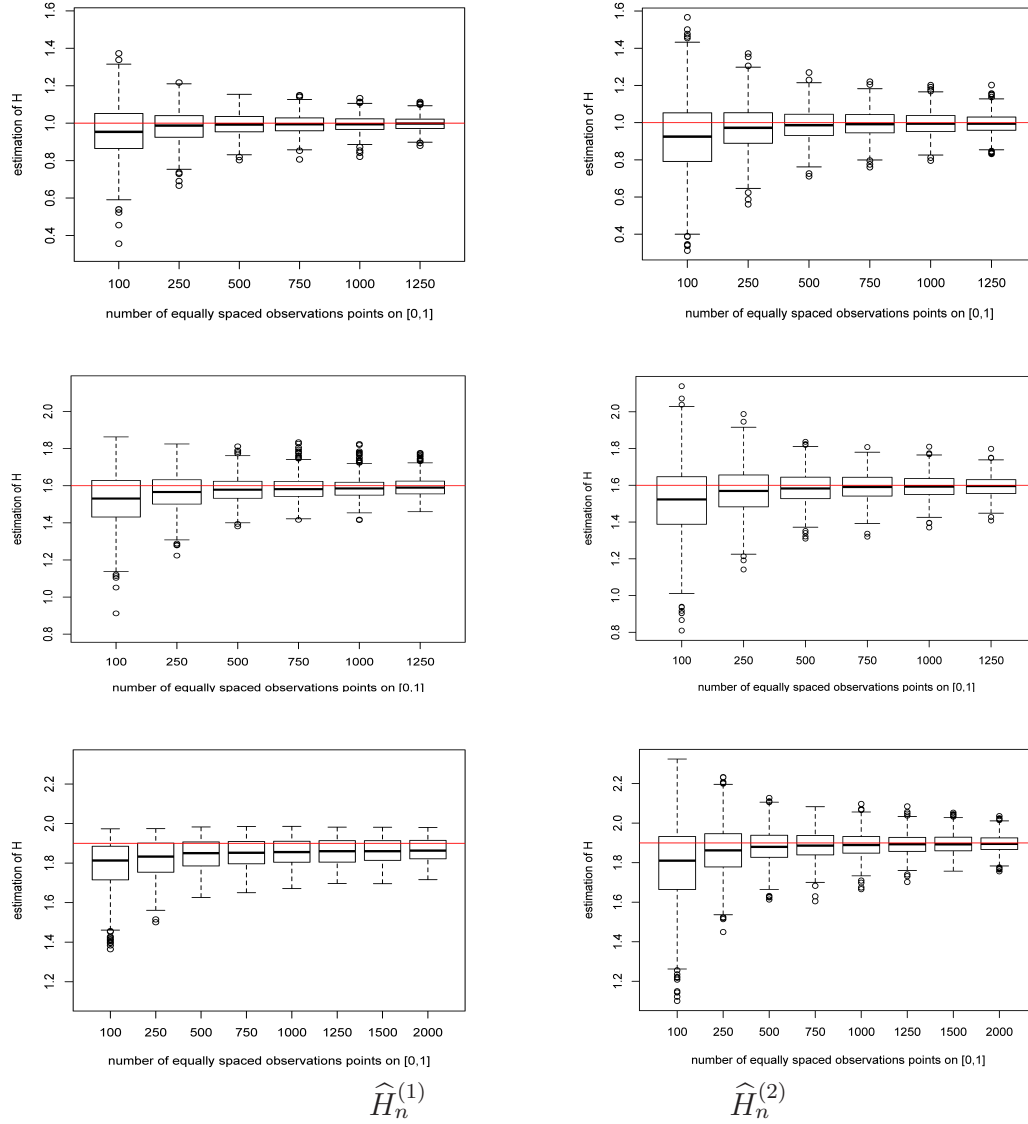 estimation of H
0.4 0.6 0.8 1.0 1.2 1.4 1.6
100 250 500 750 1000 1250
number of equally spaced observations points on [0,1]
estimation of H
0.4 0.6 0.8 1.0 1.2 1.4 1.6
100 250 500 750 1000 1250
number of equally spaced observations points on [0,1]
estimation of H
0.8 1.0 1.2 1.4 1.6 1.8 2.0
100 250 500 750 1000 1250
number of equally spaced observations points on [0,1]
estimation of H
0.8 1.0 1.2 1.4 1.6 1.8 2.0
100 250 500 750 1000 1250
number of equally spaced observations points on [0,1]
estimation of H
1.2 1.4 1.6 1.8 2.0 2.2
100 250 500 750 1000 1250 1500 2000
number of equally spaced observations points on [0,1]
estimation of H
1.2 1.4 1.6 1.8 2.0 2.2
100 250 500 750 1000 1250 1500 2000
number of equally spaced observations points on [0,1]
$\widehat{H}_n^{(1)}$
$\widehat{H}_n^{(2)}$